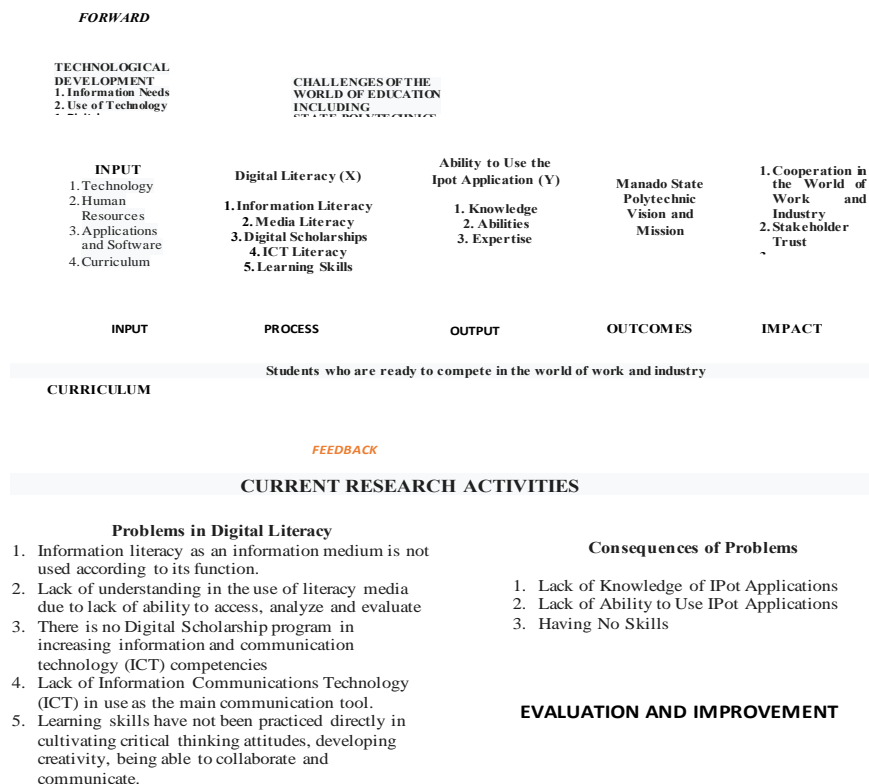 FORWARD
TECHNOLOGICAL
DEVELOPMENT
1. Information Needs
2. Use of Technology
CHALLENGES OF THE
WORLD OF EDUCATION
INCLUDING
STATE POLYTECHNICS
INPUT
1. Technology
2. Human
Resources
3. Applications
and Software
4. Curriculum
Digital Literacy (X)
1. Information Literacy
2. Media Literacy
3. Digital Scholarships
4. ICT Literacy
5. Learning Skills
Ability to Use the
Ipot Application (Y)
1. Knowledge
2. Abilities
3. Expertise
Manado State
Polytechnic
Vision and
Mission
1. Cooperation in
the World of
Work and
Industry
2. Stakeholder
Trust
INPUT
PROCESS
OUTPUT
OUTCOMES
IMPACT
Students who are ready to compete in the world of work and industry
CURRICULUM
FEEDBACK
CURRENT RESEARCH ACTIVITIES
Problems in Digital Literacy
1. Information literacy as an information medium is not
used according to its function.
2. Lack of understanding in the use of literacy media
due to lack of ability to access, analyze and evaluate
3. There is no Digital Scholarship program in
increasing information and communication
technology (ICT) competencies
4. Lack of Information Communications Technology
(ICT) in use as the main communication tool.
5. Learning skills have not been practiced directly in
cultivating critical thinking attitudes, developing
creativity, being able to collaborate and
communicate.
Consequences of Problems
1. Lack of Knowledge of IPot Applications
2. Lack of Ability to Use IPot Applications
3. Having No Skills
EVALUATION AND IMPROVEMENT